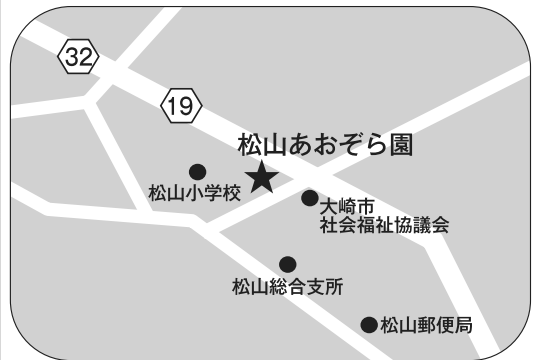 32
19
松山あおぞら園
松山小学校
大崎市
社会福祉協議会
松山総合支所
松山郵便局